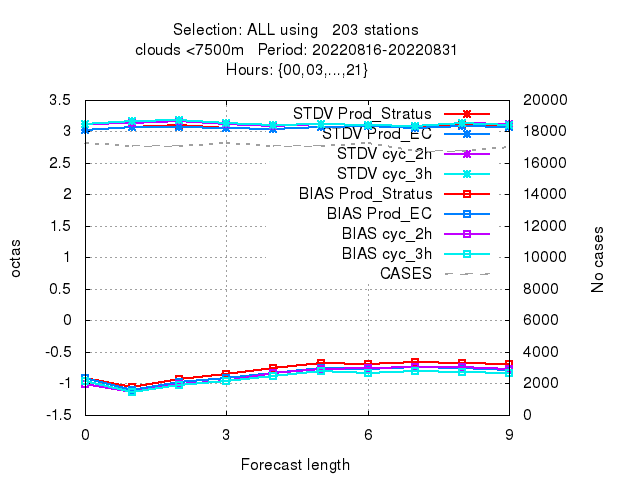 Selection: ALL using   203 stations
clouds <7500m   Period: 20220816-20220831
Hours: {00,03,...,21}
3.5
3
2.5
2
1.5
1
0.5
0
-0.5
-1
-1.5
20000
18000
16000
14000
12000
10000
8000
6000
4000
2000
0
octas
No cases
STDV Prod_Stratus
STDV Prod_EC
STDV cyc_2h
STDV cyc_3h
BIAS Prod_Stratus
BIAS Prod_EC
BIAS cyc_2h
BIAS cyc_3h
CASES
0 3 6 9
Forecast length